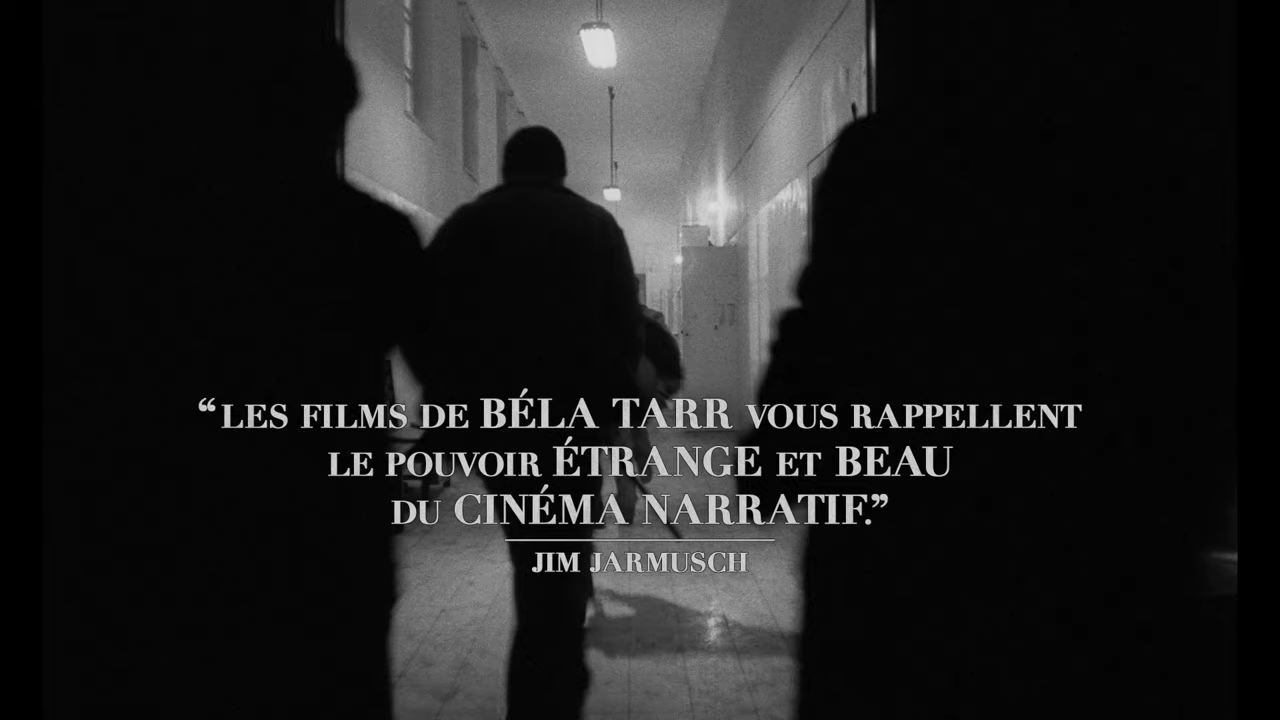 “LES FILMS DE BÉLA TARR VOUS RAPPELLENT
LE POUVOIR ÉTRANGE ET BEAU
DU CINÉMA NARRATIF.”
JIM JARMUSCH